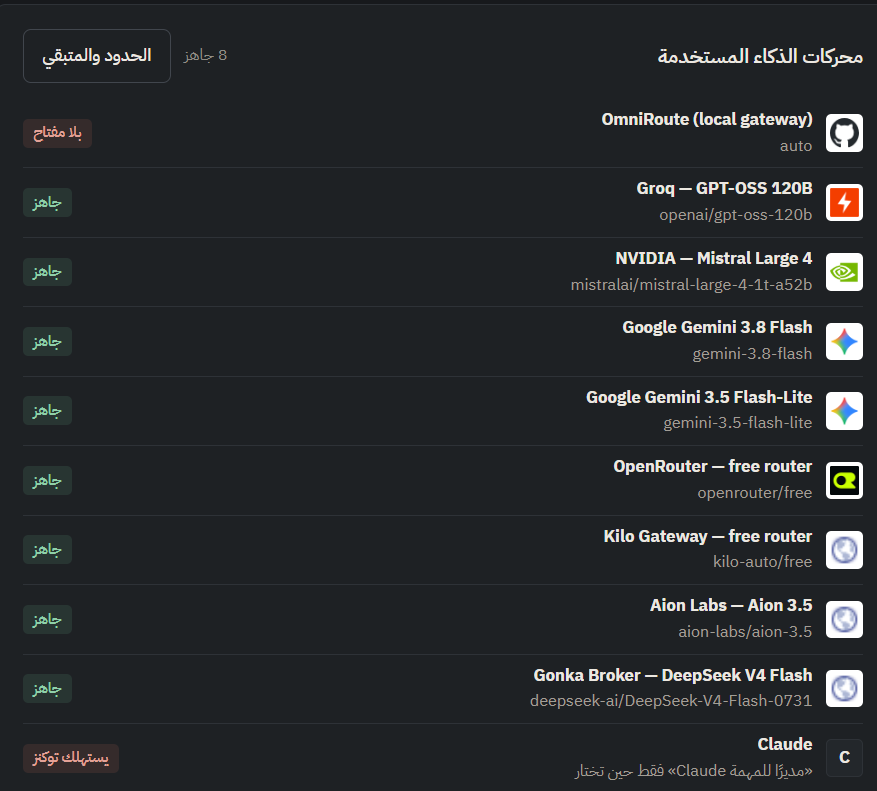 محركات الذكاء المستخدمة
8 جاهز
الحدود والمتبقي
OmniRoute (local gateway)
auto
بلا مفتاح
Groq — GPT-OSS 120B
openai/gpt-oss-120b
جاهز
NVIDIA — Mistral Large 4
mistralai/mistral-large-4-1t-a52b
جاهز
Google Gemini 3.8 Flash
gemini-3.8-flash
جاهز
Google Gemini 3.5 Flash-Lite
gemini-3.5-flash-lite
جاهز
OpenRouter — free router
openrouter/free
جاهز
Kilo Gateway — free router
kilo-auto/free
جاهز
Aion Labs — Aion 3.5
aion-labs/aion-3.5
جاهز
Gonka Broker — DeepSeek V4 Flash
deepseek-ai/DeepSeek-V4-Flash-0731
جاهز
C
Claude
فقط حين تختار «Claude مديرًا للمهمة»
يستهلك توكنز